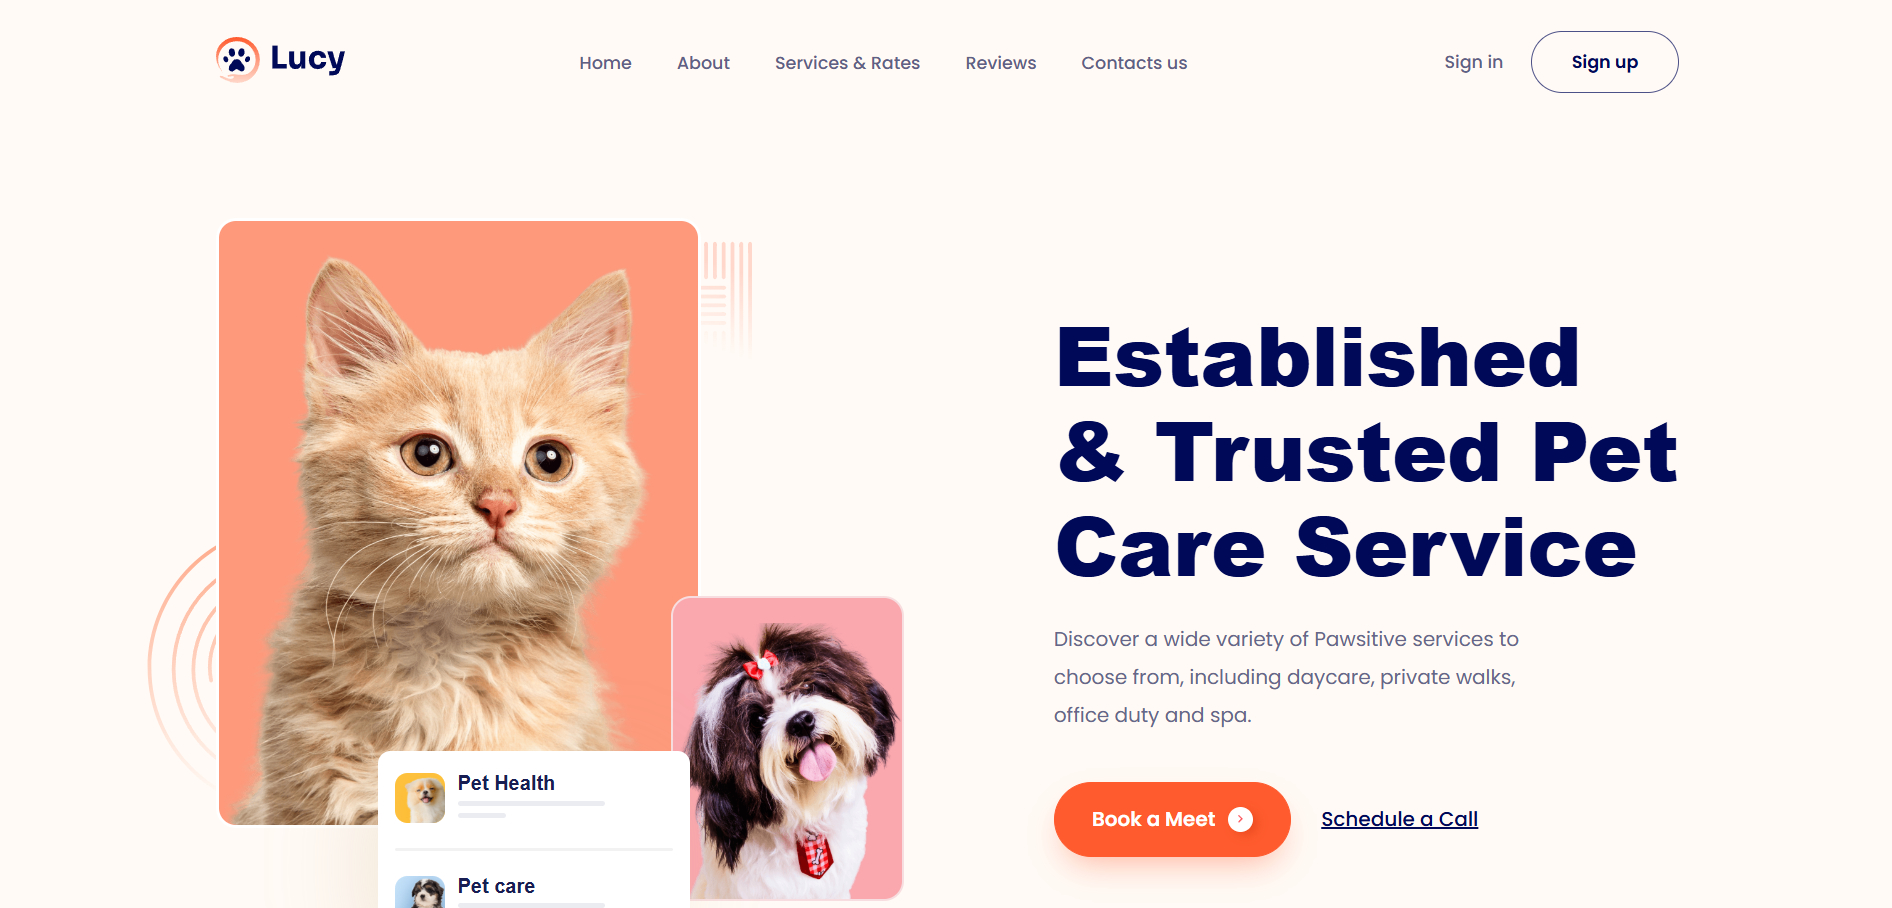 Lucy
Home
About
Services & Rates
Reviews
Contacts us
Sign in
Sign up
Established
& Trusted Pet
Care Service
Discover a wide variety of Pawsitive services to
choose from, including daycare, private walks,
office duty and spa.
Book a Meet
Schedule a Call
Pet Health
Pet care